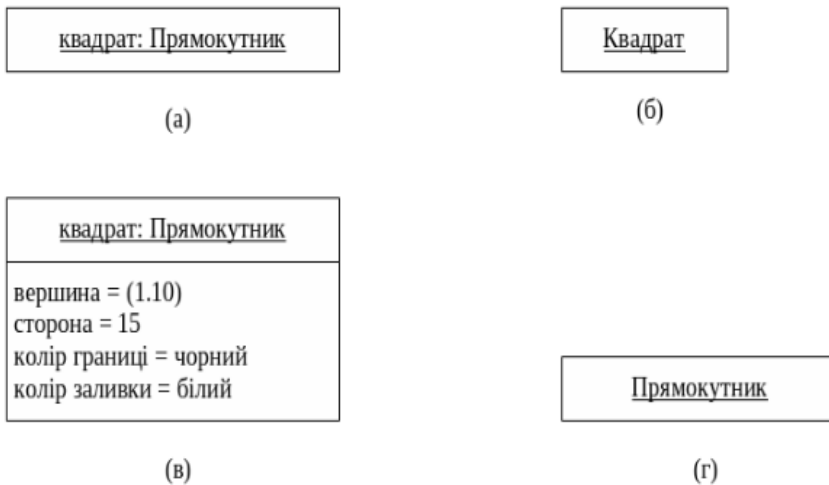 квадрат: Прямокутник
Квадрат
(а)
(б)
квадрат: Прямокутник
вершина = (1.10)
сторона = 15
колір границі = чорний
колір заливки = білий
Прямокутник
(в)
(г)